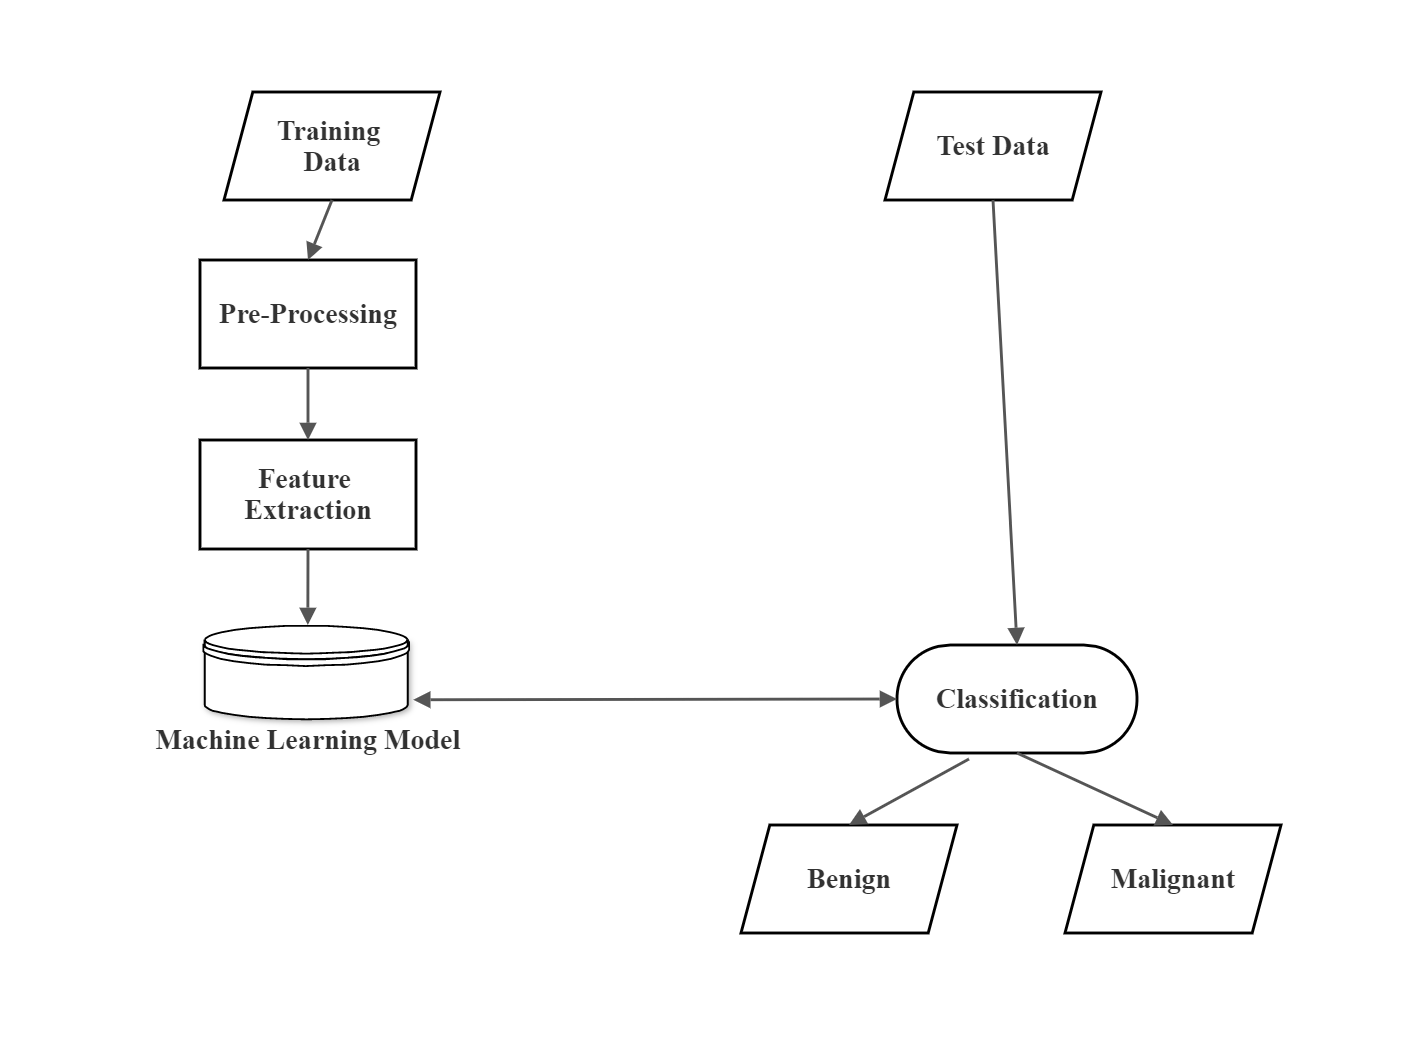 Training
Data
Test Data
Pre-Processing
Feature
Extraction
Machine Learning Model
Classification
Benign
Malignant